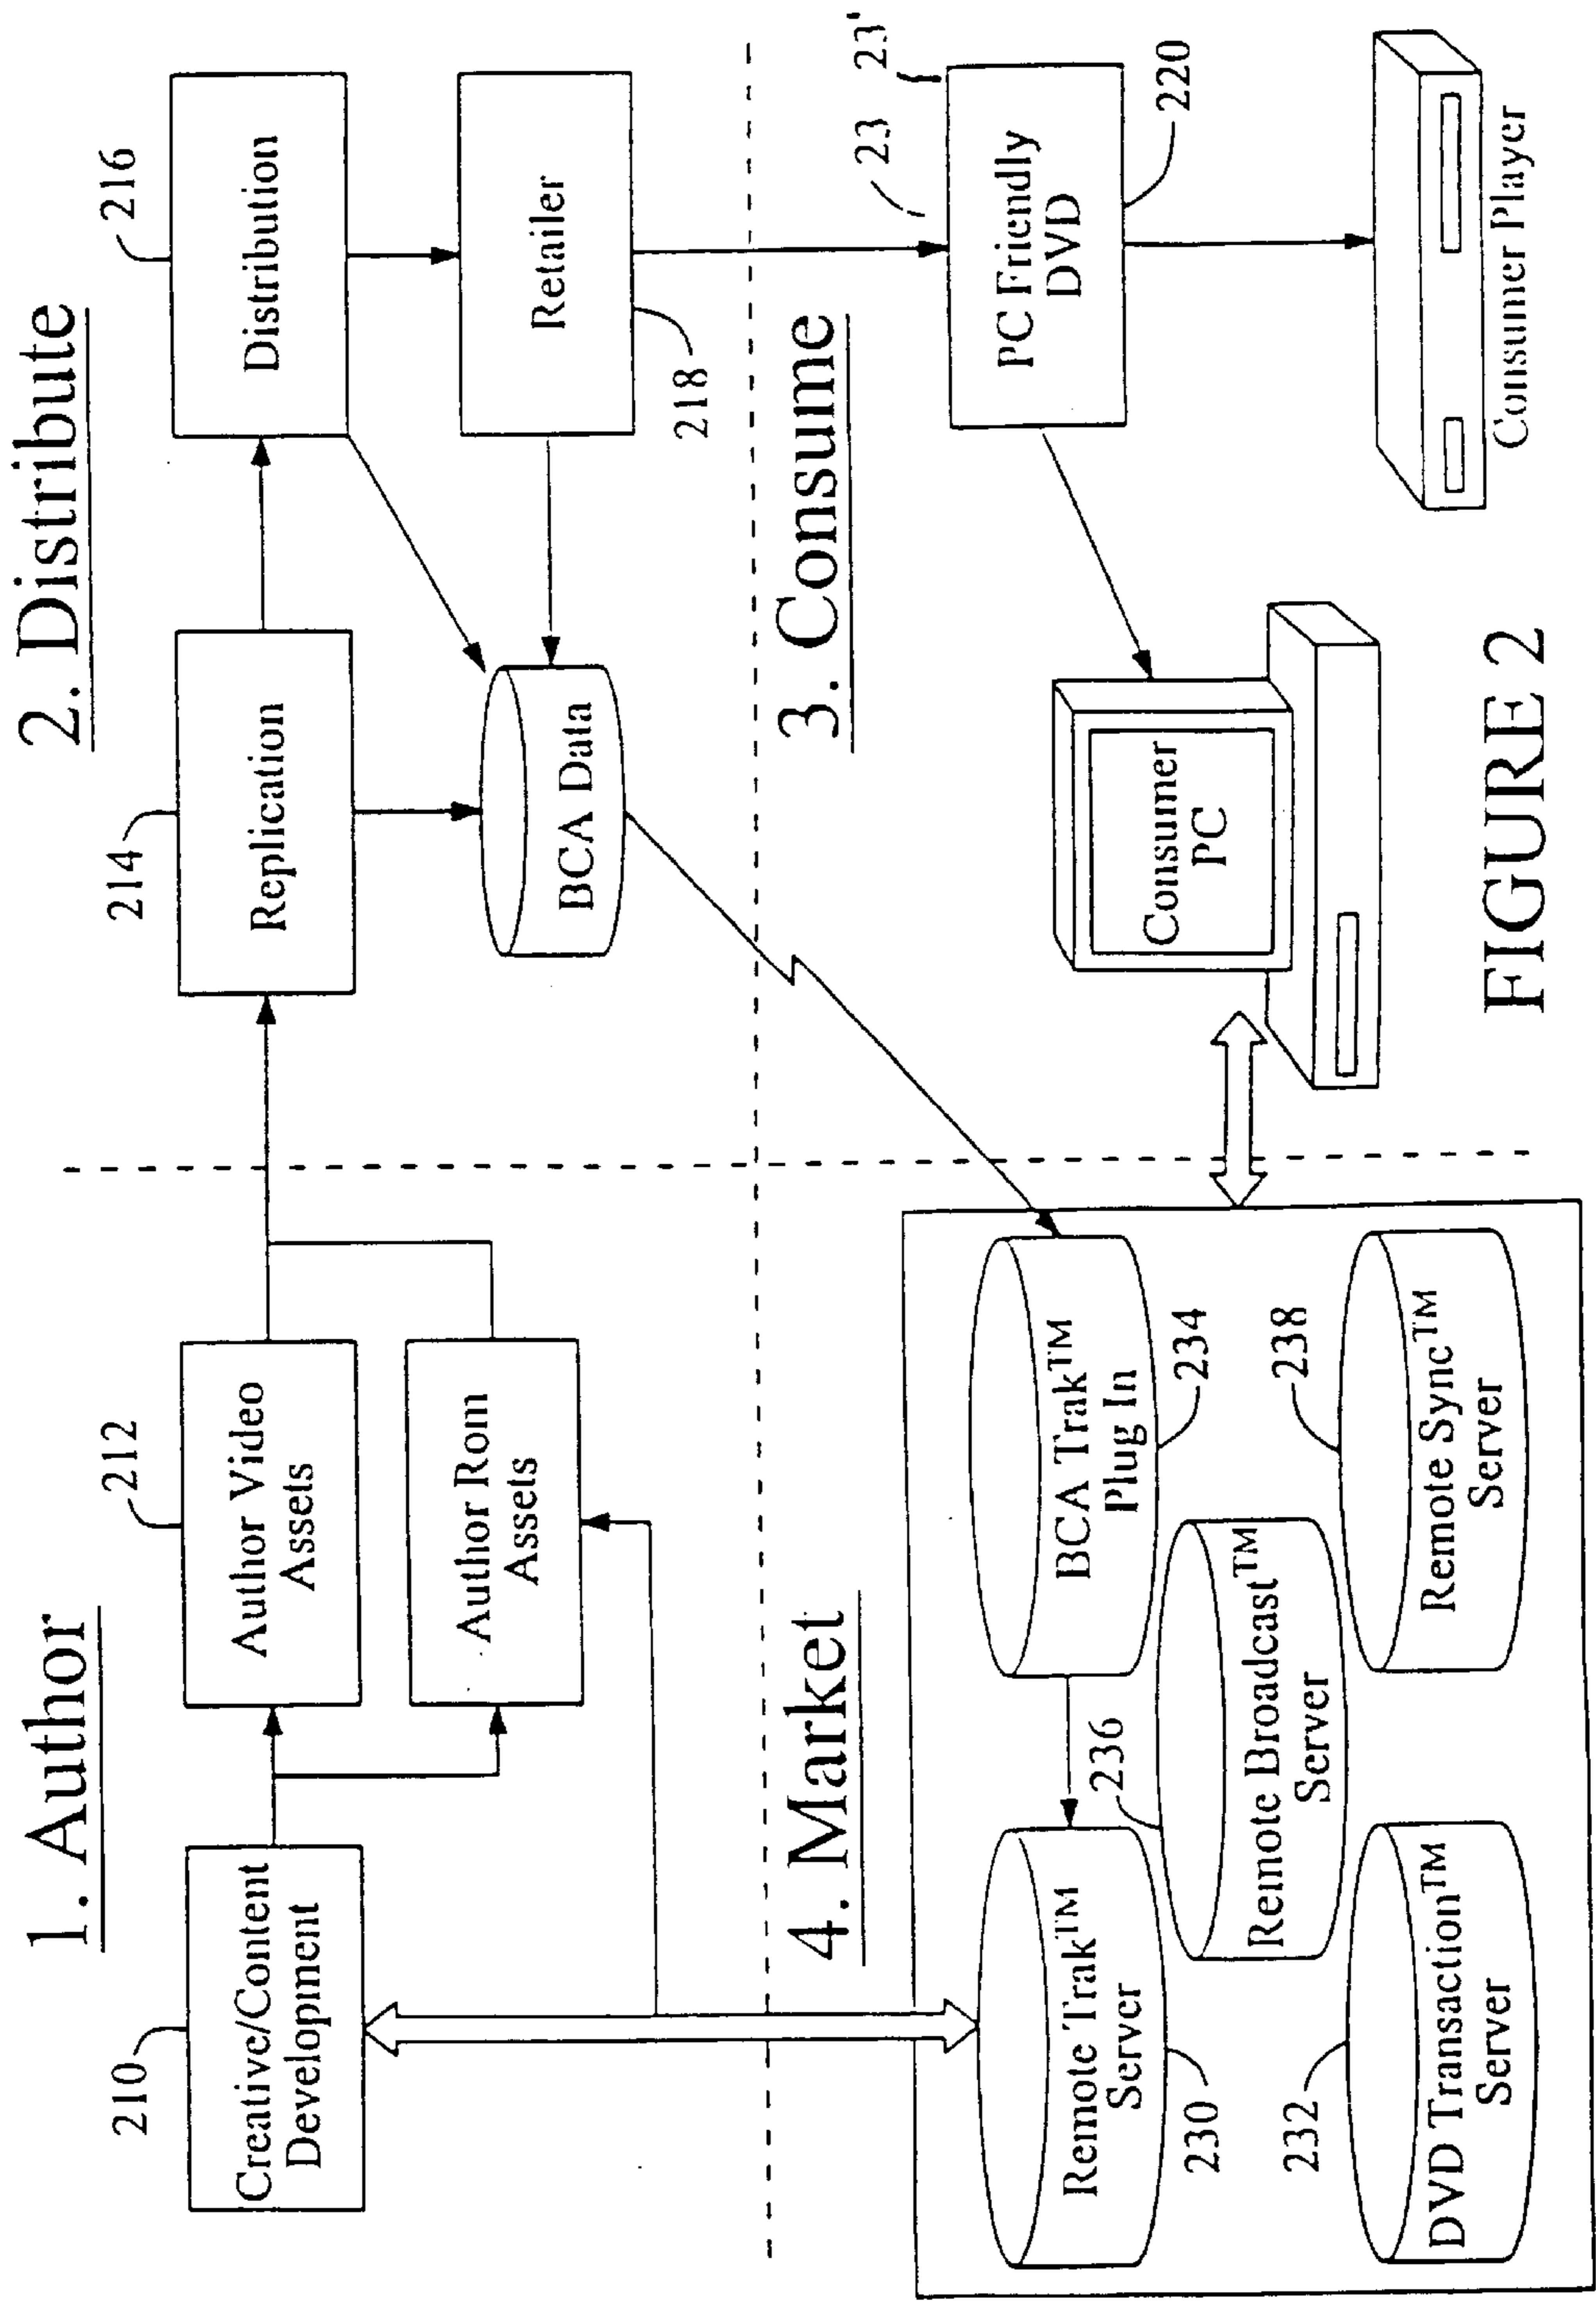 1. Author
210
Creative/Content
Development
212
Author Video
Assets
Author Rom
Assets
2. Distribute
214
Replication
216
Distribution
BCA Data
Retailer
218
3. Consume
23
23'
PC Friendly
DVD
220
Consumer
PC
Consumer Player
4. Market
BCA Trak™
Plug In
234
Remote Trak™
Server
230
236
Remote Broadcast™
Server
238
Remote Sync™
Server
232
DVD Transaction™
Server
FIGURE 2